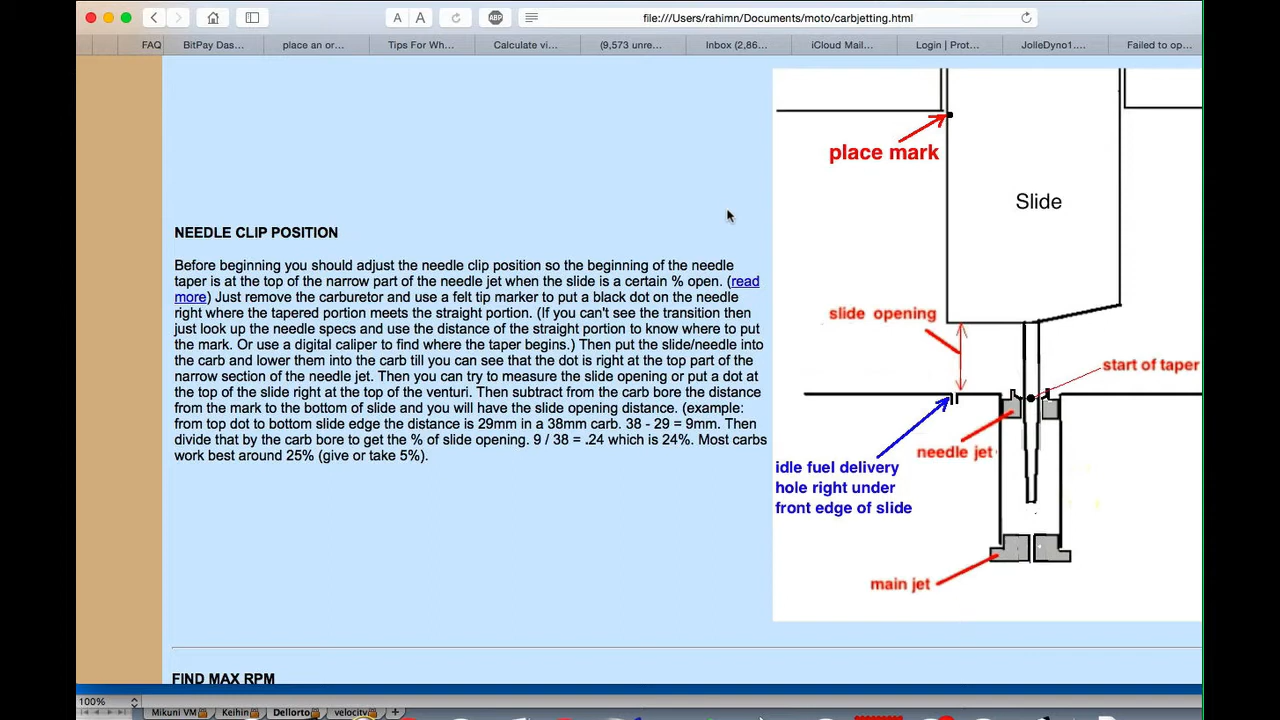 A A ABP file:///Users/rahimn/Documents/moto/carbjetting.html
FAQ BitPay Das... place an or... Tips For Wh... Calculate vi... (9,573 unre... Inbox (2,86... iCloud Mail... Login | Prot... JolleDyno1.... Failed to op...
place mark
Slide
NEEDLE CLIP POSITION
Before beginning you should adjust the needle clip position so the beginning of the needle
taper is at the top of the narrow part of the needle jet when the slide is a certain % open. (read
more) Just remove the carburetor and use a felt tip marker to put a black dot on the needle
right where the tapered portion meets the straight portion. (If you can't see the transition then
just look up the needle specs and use the distance of the straight portion to know where to put
the mark. Or use a digital caliper to find where the taper begins.) Then put the slide/needle into
the carb and lower them into the carb till you can see that the dot is right at the top part of the
narrow section of the needle jet. Then you can try to measure the slide opening or put a dot at
the top of the slide right at the top of the venturi. Then subtract from the carb bore the distance
from the mark to the bottom of slide and you will have the slide opening distance. (example:
from top dot to bottom slide edge the distance is 29mm in a 38mm carb. 38 - 29 = 9mm. Then
divide that by the carb bore to get the % of slide opening. 9 / 38 = .24 which is 24%. Most carbs
work best around 25% (give or take 5%).
slide opening
start of taper
needle jet
idle fuel delivery
hole right under
front edge of slide
main jet
FIND MAX RPM
100%
Mikuni VM Keihin Dellorto velocity +